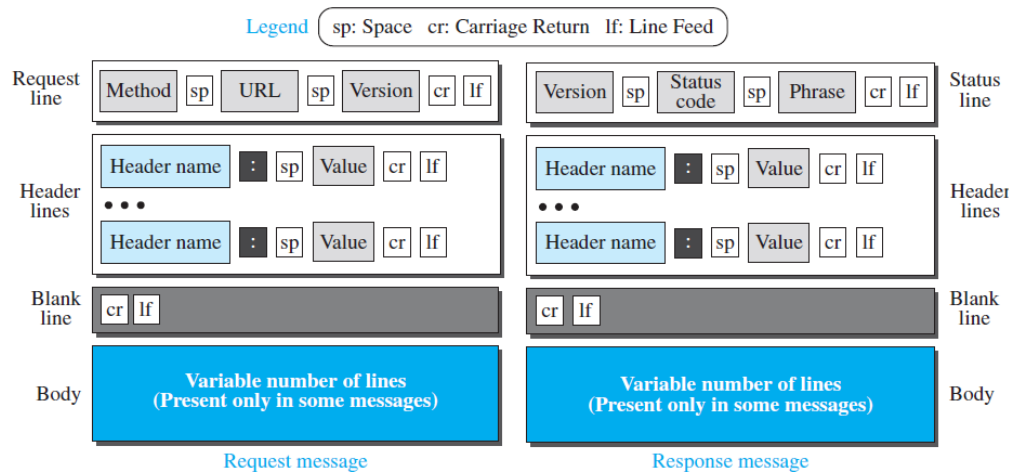 Legend sp: Space cr: Carriage Return lf: Line Feed
Request line
Method sp URL sp Version cr lf
Header lines
Header name : sp Value cr lf
•••
Header name : sp Value cr lf
Blank line
cr lf
Body
Variable number of lines
(Present only in some messages)
Request message
Version sp Status code sp Phrase cr lf
Status line
Header name : sp Value cr lf
•••
Header name : sp Value cr lf
Header lines
cr lf
Blank line
Variable number of lines
(Present only in some messages)
Body
Response message